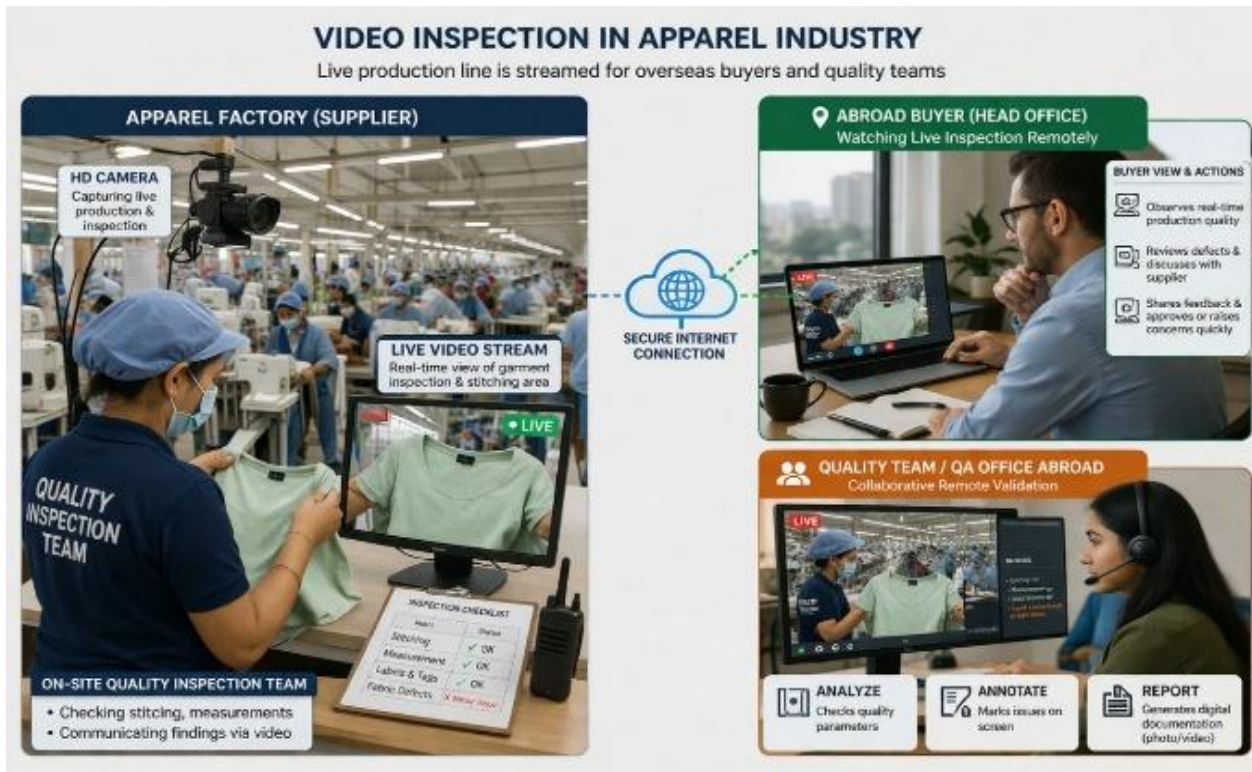 VIDEO INSPECTION IN APPAREL INDUSTRY
Live production line is streamed for overseas buyers and quality teams
APPAREL FACTORY (SUPPLIER)
HD CAMERA
Capturing live
production &
inspection
LIVE VIDEO STREAM
Real-time view of garment
inspection & stitching area
LIVE
QUALITY
INSPECTION
TEAM
INSPECTION CHECKLIST
Status
Stitching ✓ OK
Measurement ✓ OK
Labels & Tags ✓ OK
Fabric Defects X
ON-SITE QUALITY INSPECTION TEAM
• Checking stitcing, measurements
• Communicating findings via video
SECURE INTERNET
CONNECTION
ABROAD BUYER (HEAD OFFICE)
Watching Live Inspection Remotely
LIVE
BUYER VIEW & ACTIONS
Observes real-time
production quality
Reviews defects &
discusses with
supplier
Shares feedback &
approves or raises
concerns quickly
QUALITY TEAM / QA OFFICE ABROAD
Collaborative Remote Validation
LIVE
ANALYZE
Checks quality
parameters
ANNOTATE
Marks issues on
screen
REPORT
Generates digital
documentation
(photo/video)